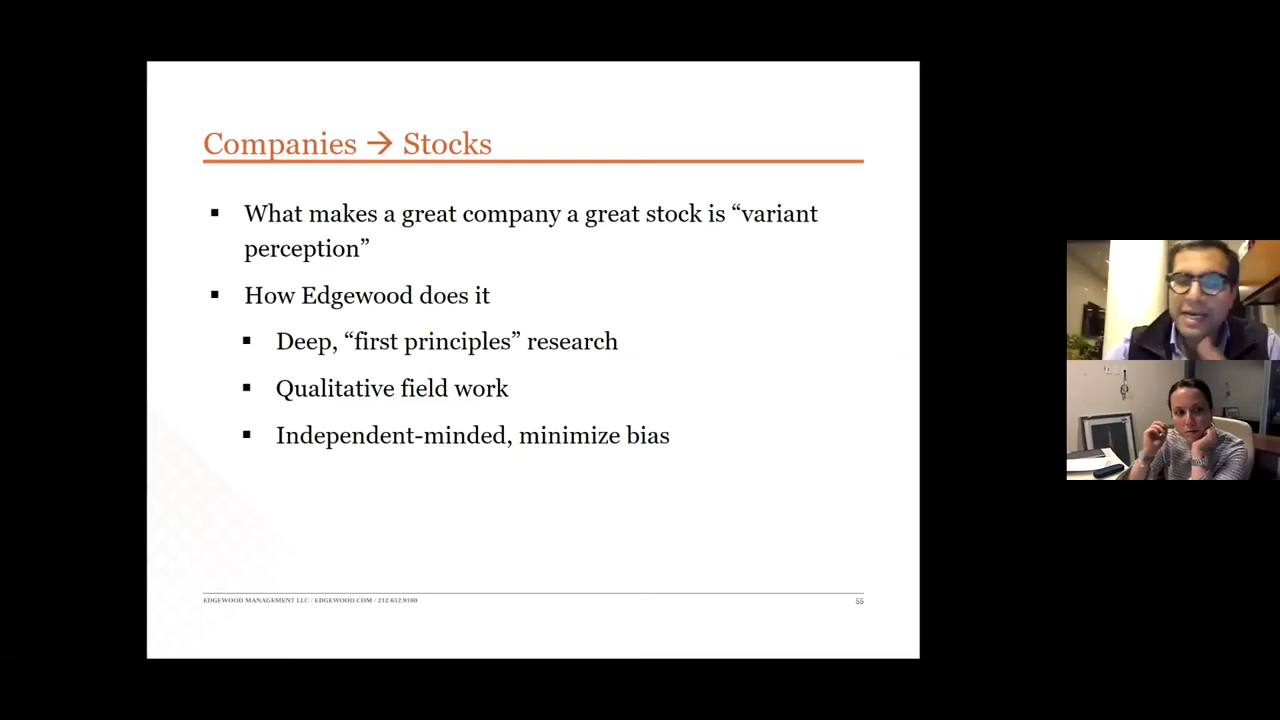 Companies → Stocks
▪ What makes a great company a great stock is “variant
perception”
▪ How Edgewood does it
▪ Deep, “first principles” research
▪ Qualitative field work
▪ Independent-minded, minimize bias
EDGEWOOD MANAGEMENT LLC / EDGEWOOD.COM / 212.652.9100
55